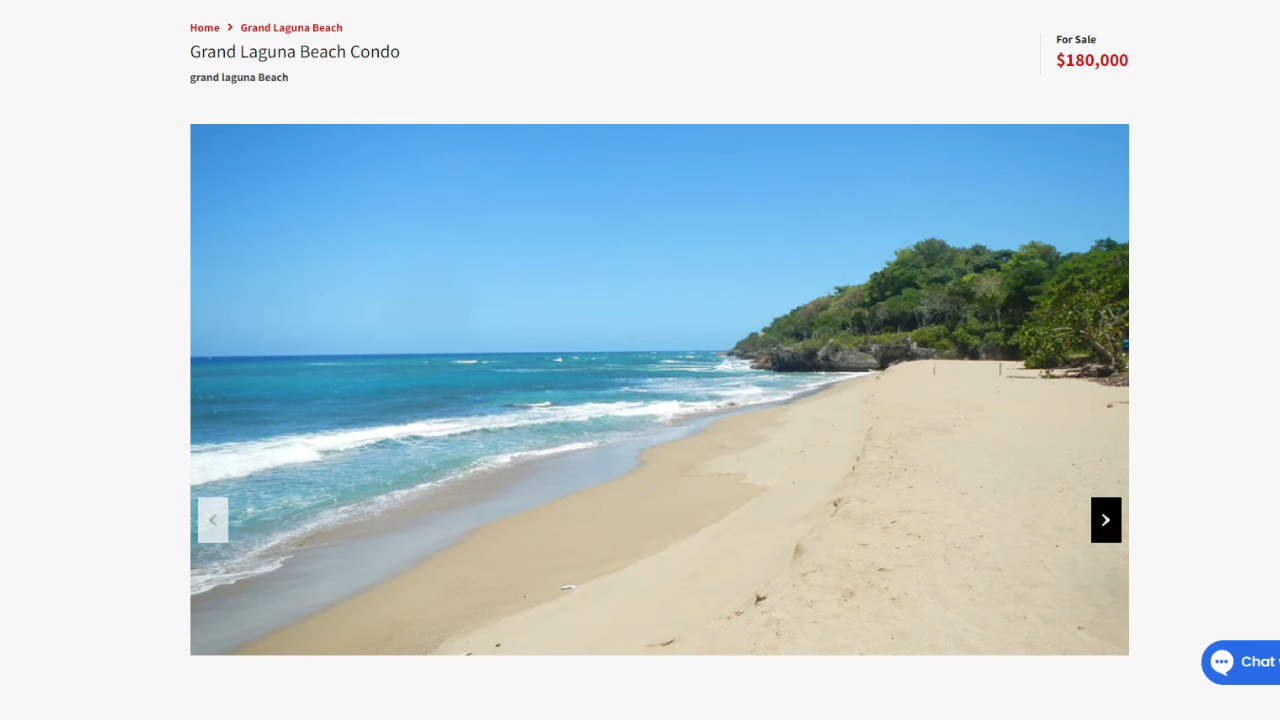 Home > Grand Laguna Beach
Grand Laguna Beach Condo
grand laguna Beach
For Sale
$180,000
Chat